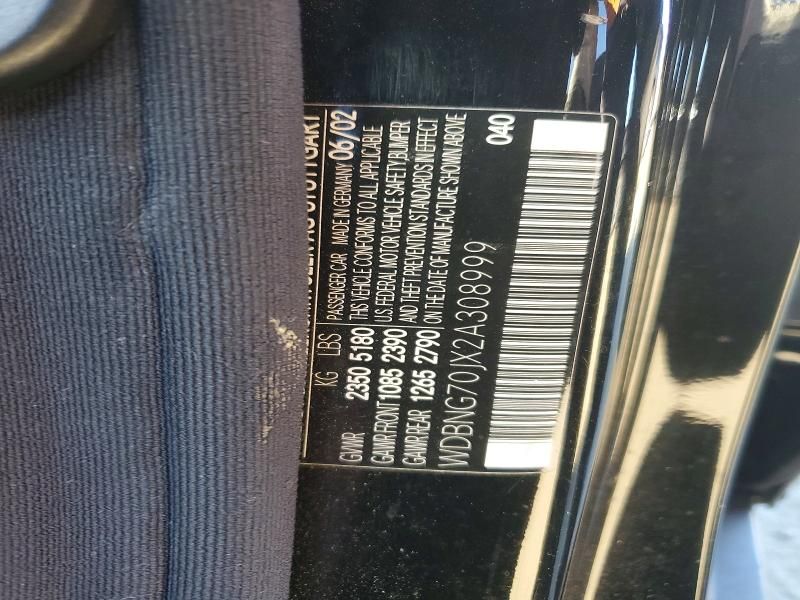 STUTTGART
KG LBS PASSENGER CAR MADE IN GERMANY 06/02
GVWR 2350 5180 THIS VEHICLE CONFORMS TO ALL APPLICABLE
GAWR FRONT 1085 2390 U.S. FEDERAL MOTOR VEHICLE SAFETY, BUMPER
GAWR REAR 1265 2790 AND THEFT PREVENTION STANDARDS IN EFFECT
ON THE DATE OF MANUFACTURE SHOWN ABOVE
WDBNG70JX2A308999
040